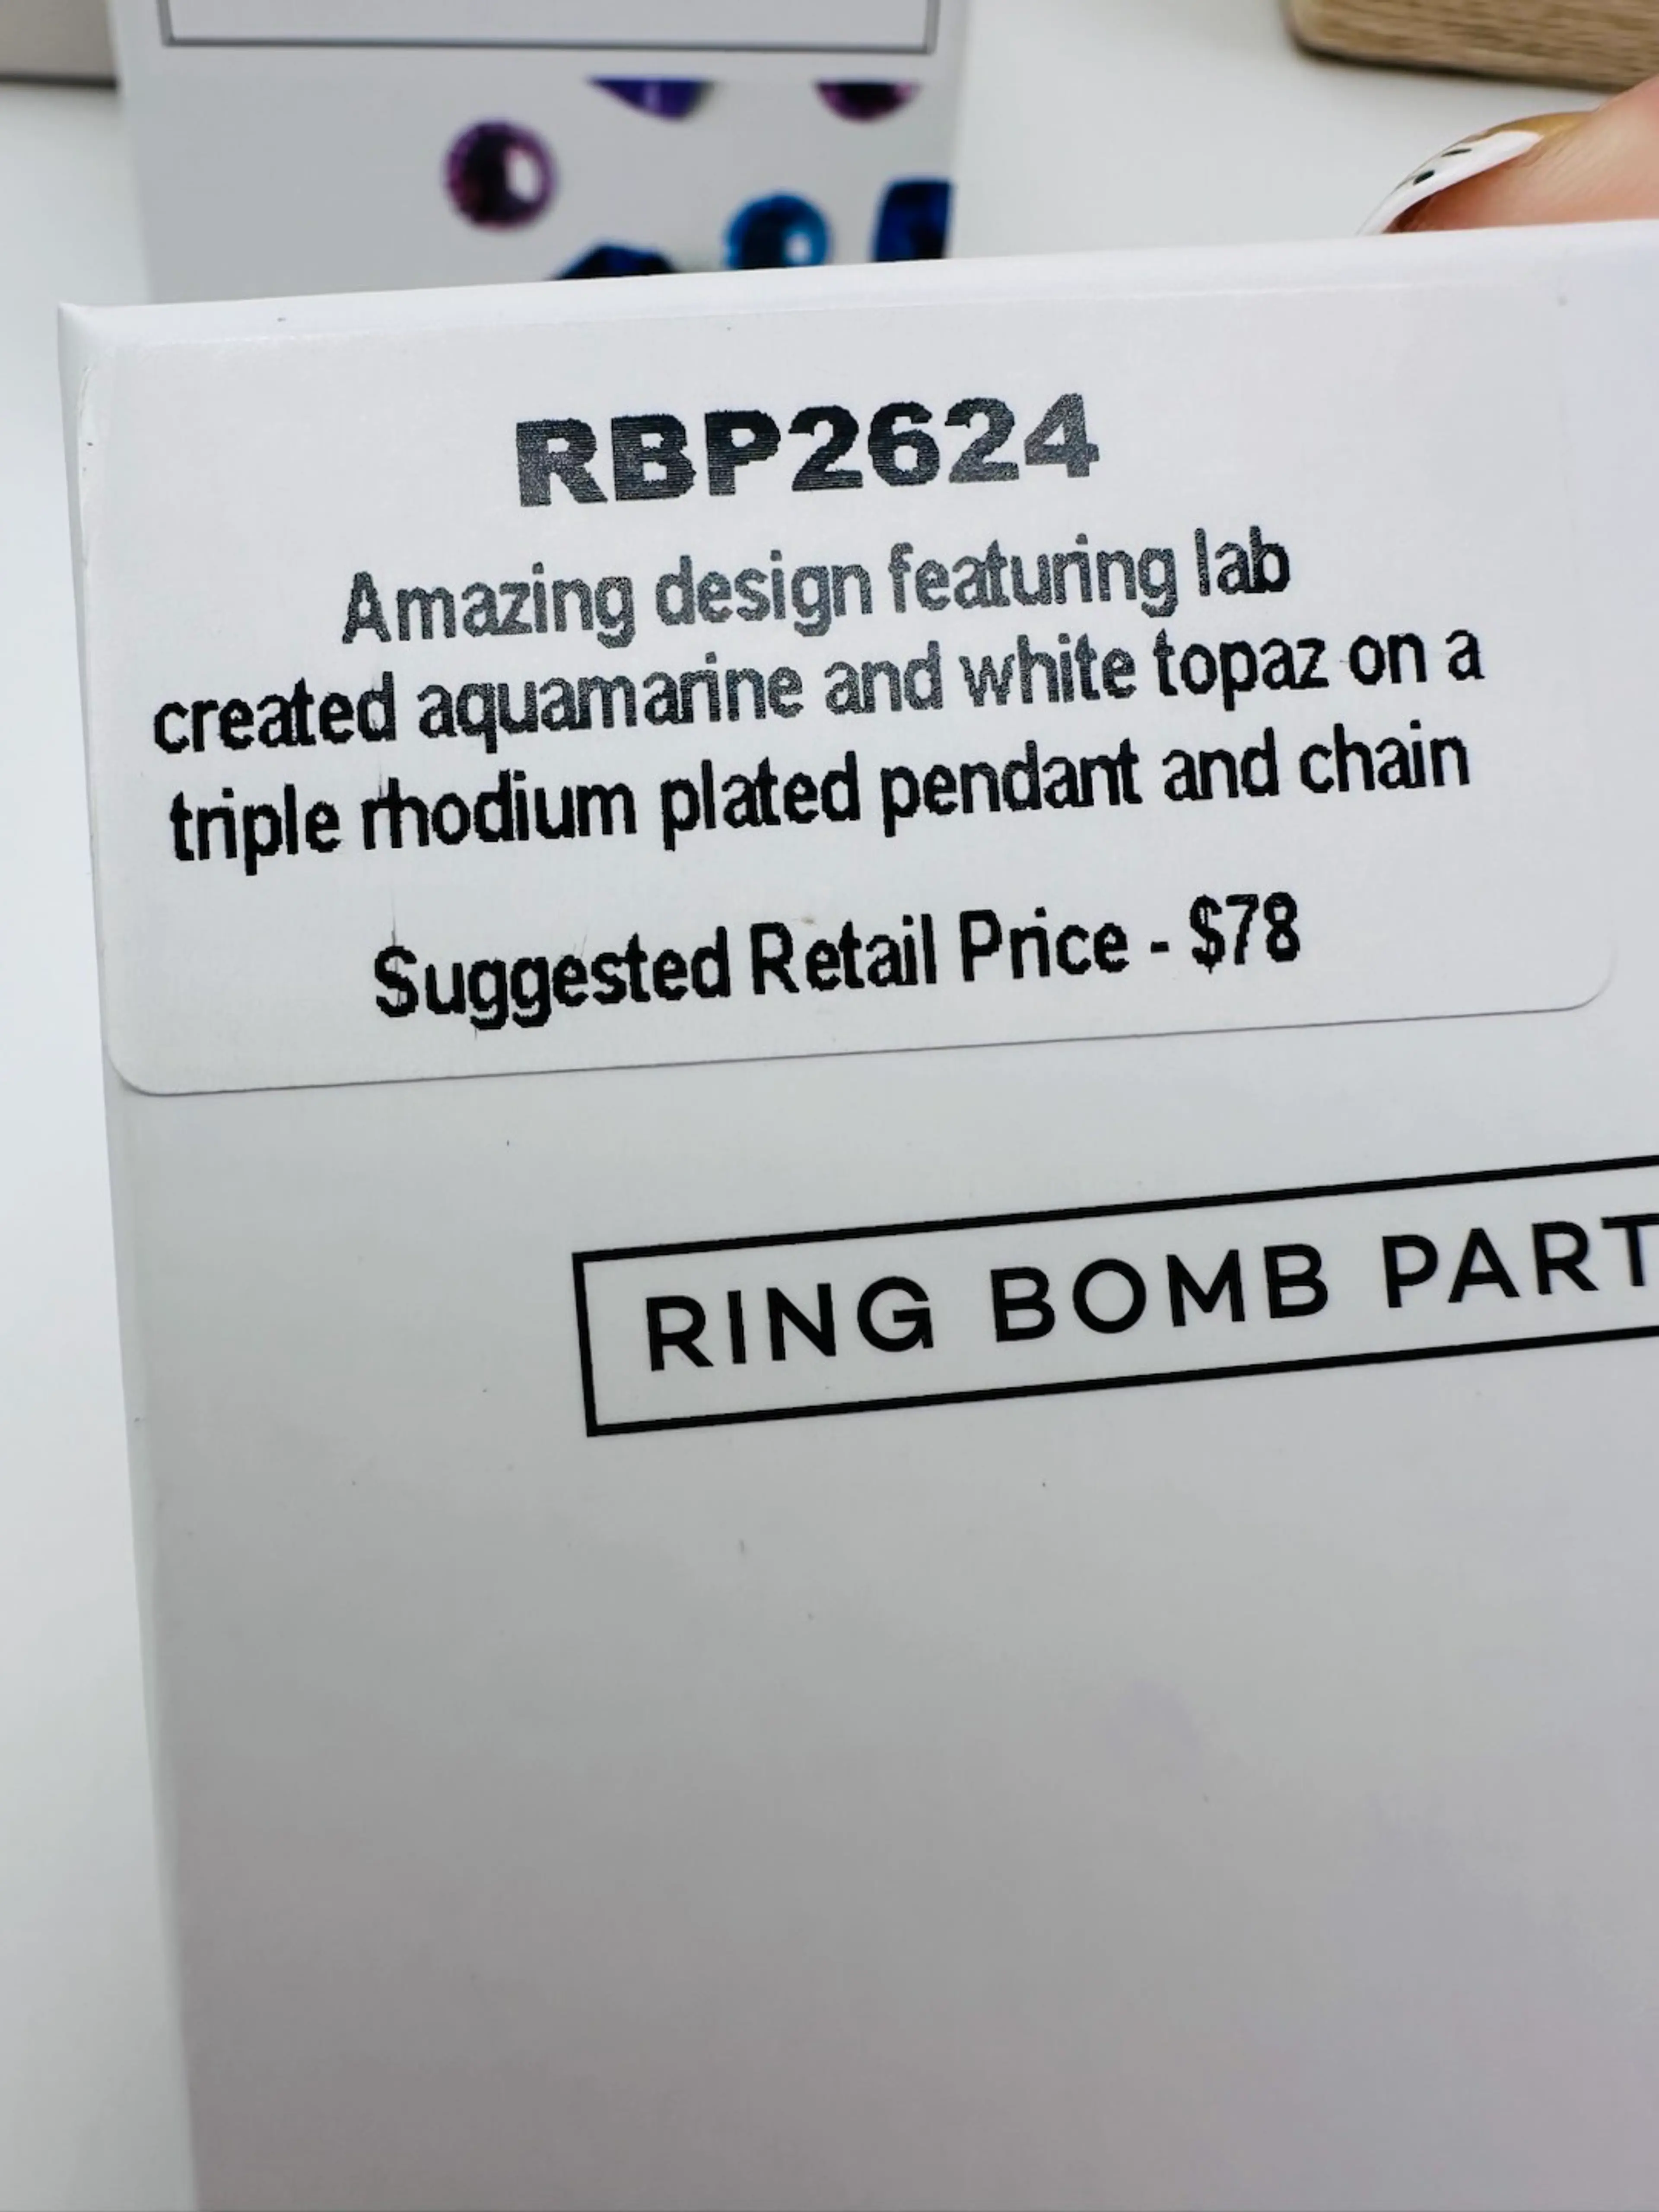 RBP2624
Amazing design featuring lab
created aquamarine and white topaz on a
triple rhodium plated pendant and chain
Suggested Retail Price - $78
RING BOMB PART